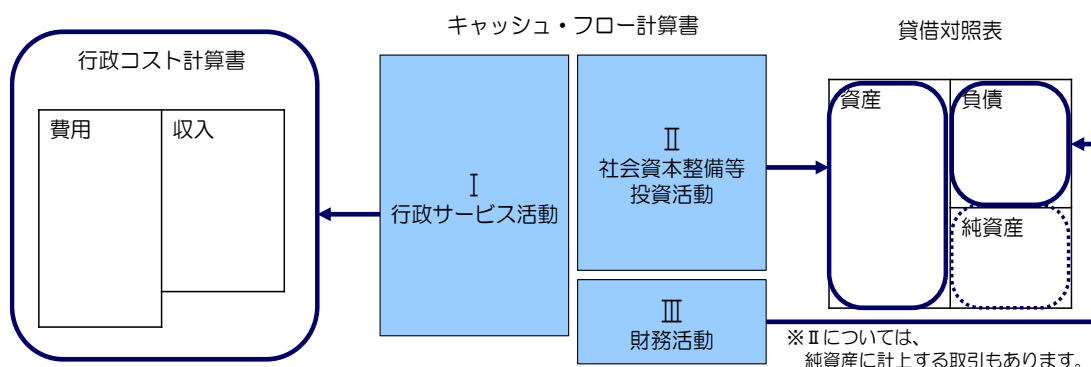 キャッシュ・フロー計算書
行政コスト計算書
貸借対照表
費用
収入
Ⅰ
行政サービス活動
Ⅱ
社会資本整備等
投資活動
Ⅲ
財務活動
資産
負債
純資産
※Ⅱについては、
純資産に計上する取引もあります。